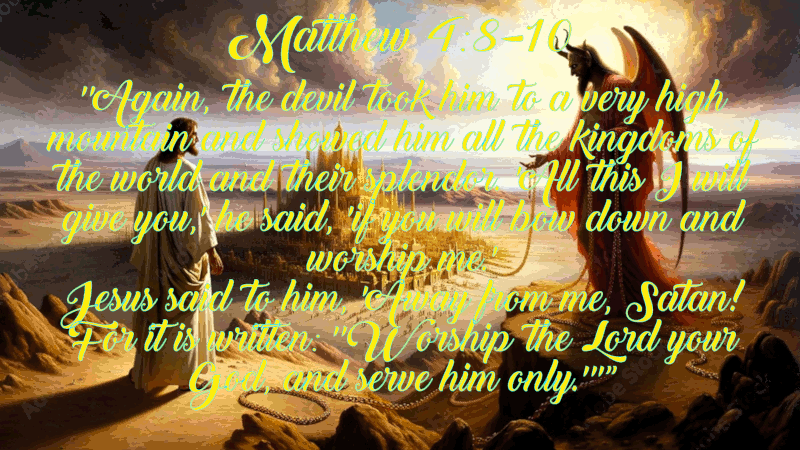 Matthew 4:8-10
"Again, the devil took him to a very high
mountain and showed him all the kingdoms of
the world and their splendor. 'All this I will
give you,' he said, 'if you will bow down and
worship me.'
Jesus said to him, 'Away from me, Satan!
For it is written: "Worship the Lord your
God, and serve him only."'"